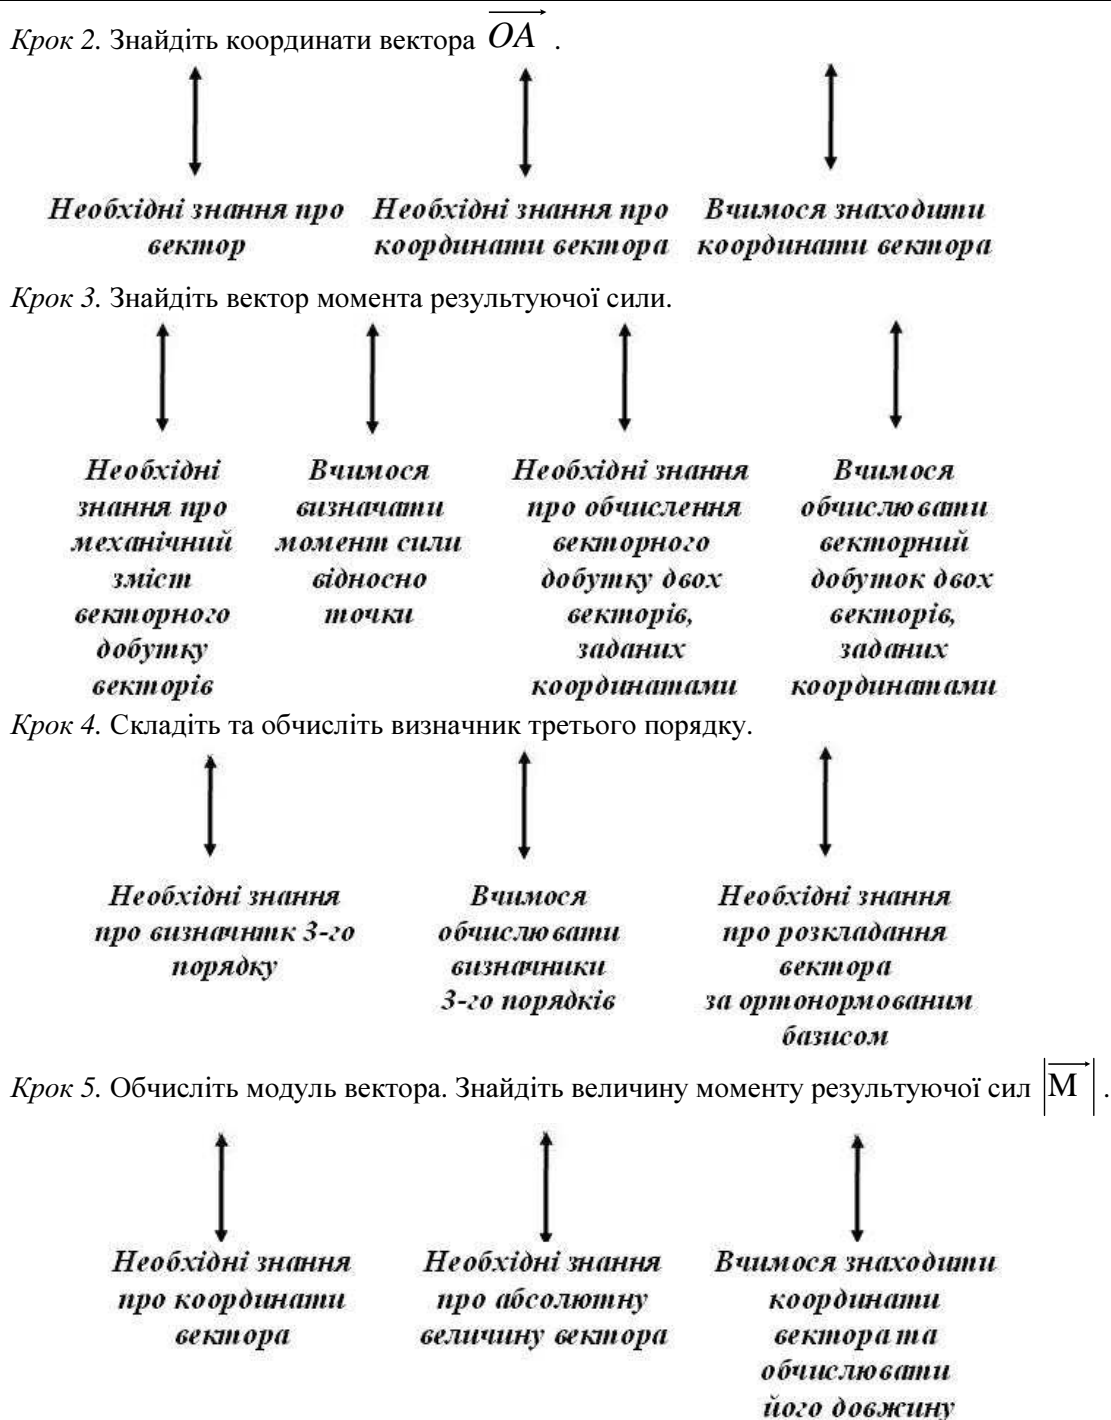 Крок 2. Знайдіть координати вектора OA .
Необхідні знання про
вектор
Необхідні знання про
координати вектора
Вчимося знаходити
координати вектора
Крок 3. Знайдіть вектор момента результуючої сили.
Необхідні
знання про
механічний
зміст
векторного
добутку
векторів
Вчимося
визначати
момент сили
відносно
точки
Необхідні знання
про обчислення
векторного
добутку двох
векторів,
заданих
координатами
Вчимося
обчислювати
векторний
добуток двох
векторів,
заданих
координатами
Крок 4. Складіть та обчисліть визначник третього порядку.
Необхідні знання
про визначнтк 3-го
порядку
Вчимося
обчислювати
визначники
3-го порядків
Необхідні знання
про розкладання
вектора
за ортонормованим
базисом
Крок 5. Обчисліть модуль вектора. Знайдіть величину моменту результуючої сил |M| .
Необхідні знання
про координати
вектора
Необхідні знання
про абсолютну
величину вектора
Вчимося знаходити
координати
вектора та
обчислювати
його довжину